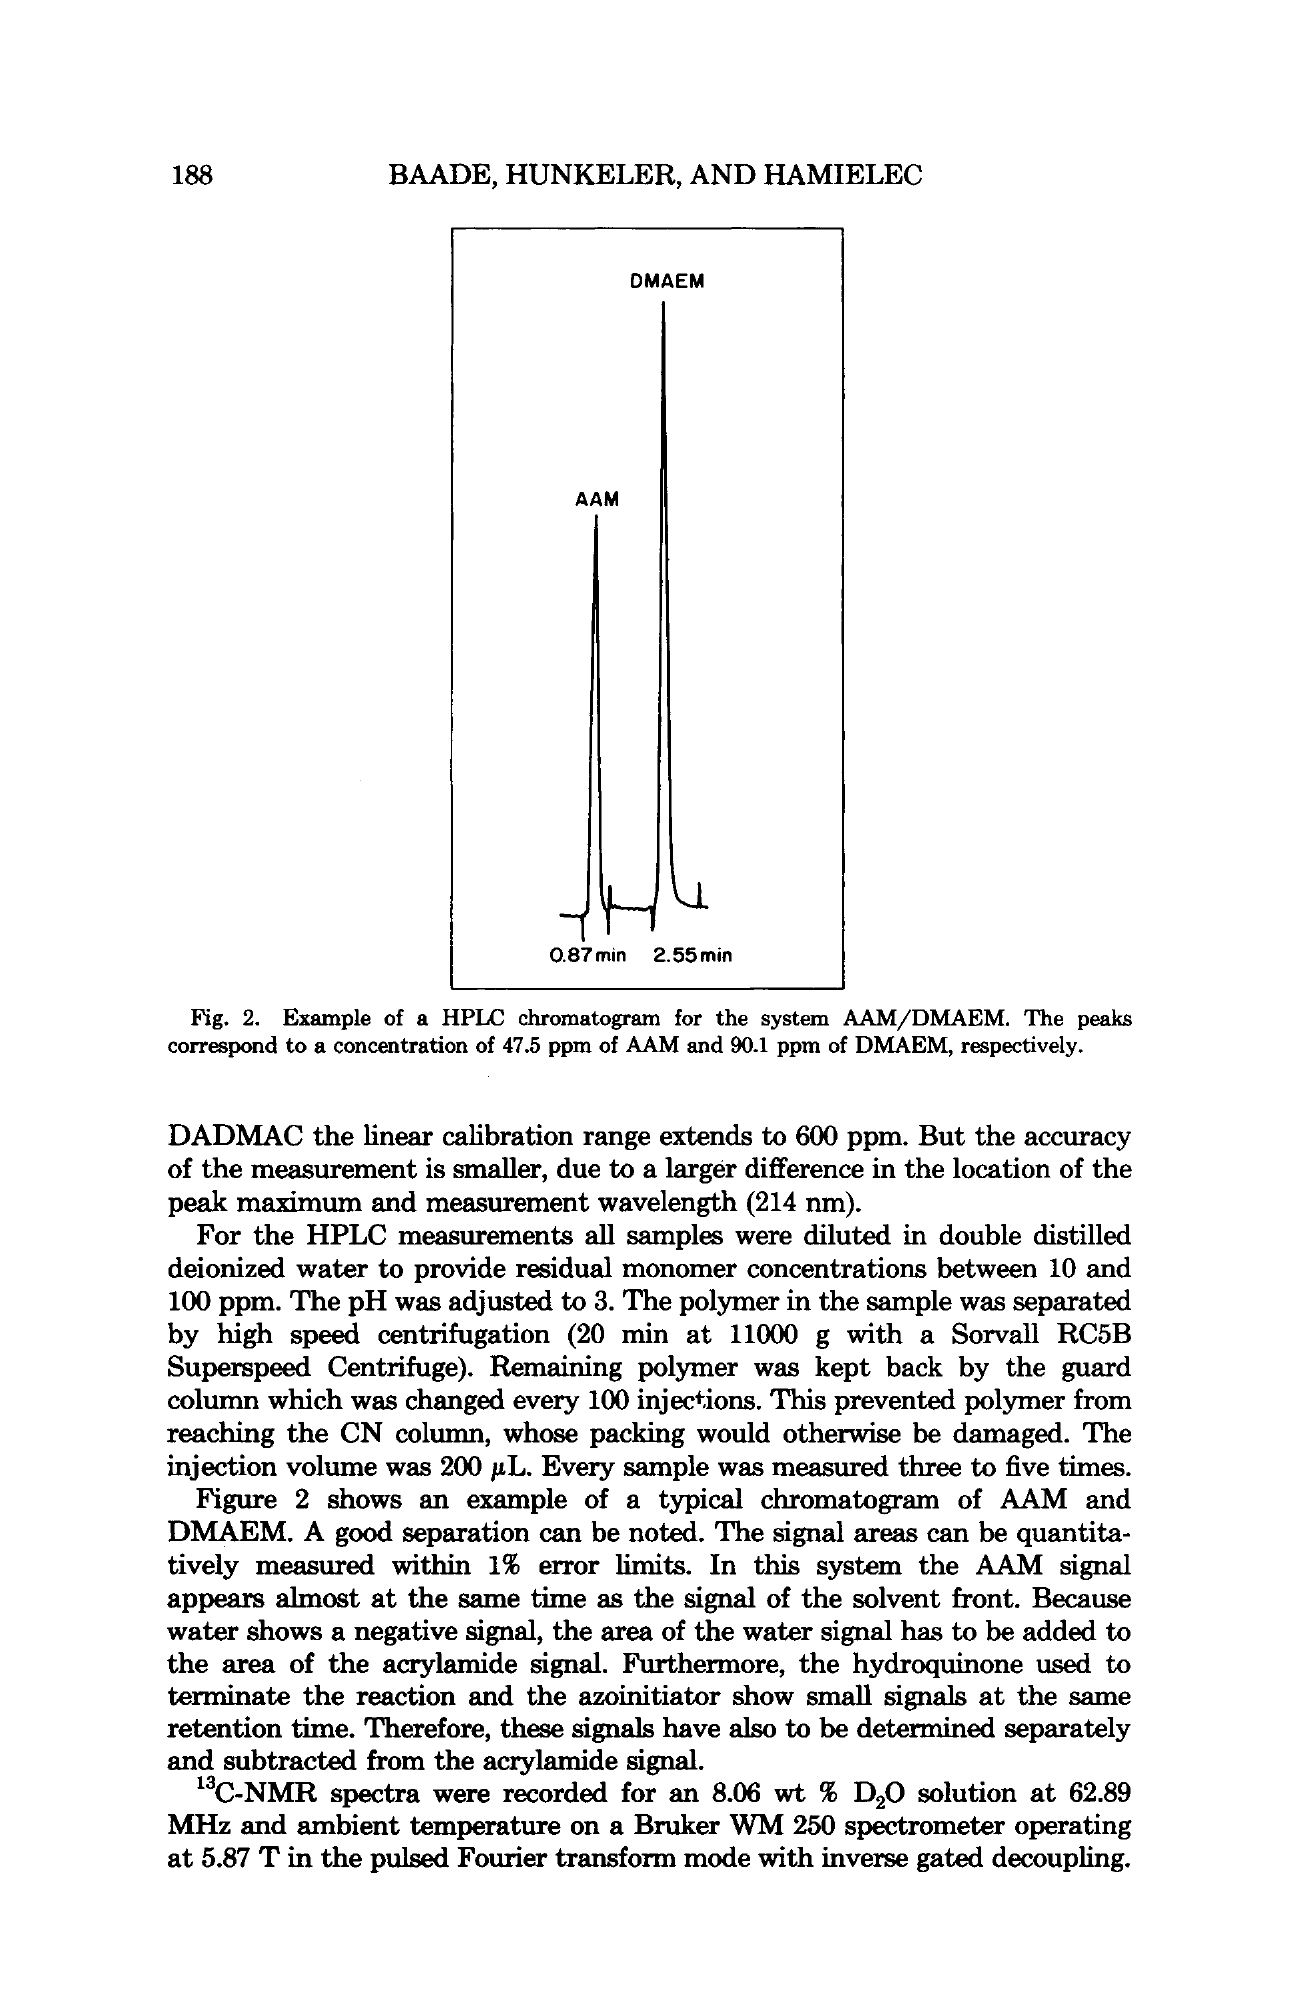 188 BAADE, HUNKELER, AND HAMIELEC
DMAEM
AAM
0.87min 2.55min
Fig. 2. Example of a HPLC chromatogram for the system AAM/DMAEM. The peaks
correspond to a concentration of 47.5 ppm of AAM and 90.1 ppm of DMAEM, respectively.
DADMAC the linear calibration range extends to 600 ppm. But the accuracy
of the measurement is smaller, due to a larger difference in the location of the
peak maximum and measurement wavelength (214 nm).
For the HPLC measurements all samples were diluted in double distilled
deionized water to provide residual monomer concentrations between 10 and
100 ppm. The pH was adjusted to 3. The polymer in the sample was separated
by high speed centrifugation (20 min at 11000 g with a Sorvall RC5B
Superspeed Centrifuge). Remaining polymer was kept back by the guard
column which was changed every 100 injections. This prevented polymer from
reaching the CN column, whose packing would otherwise be damaged. The
injection volume was 200 μL. Every sample was measured three to five times.
Figure 2 shows an example of a typical chromatogram of AAM and
DMAEM. A good separation can be noted. The signal areas can be quantita-
tively measured within 1% error limits. In this system the AAM signal
appears almost at the same time as the signal of the solvent front. Because
water shows a negative signal, the area of the water signal has to be added to
the area of the acrylamide signal. Furthermore, the hydroquinone used to
terminate the reaction and the azoinitiator show small signals at the same
retention time. Therefore, these signals have also to be determined separately
and subtracted from the acrylamide signal.
¹³C-NMR spectra were recorded for an 8.06 wt % D₂O solution at 62.89
MHz and ambient temperature on a Bruker WM 250 spectrometer operating
at 5.87 T in the pulsed Fourier transform mode with inverse gated decoupling.